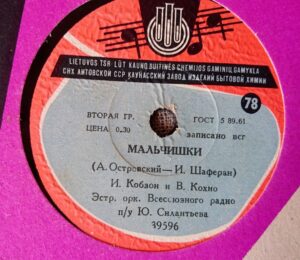 LIETUVOS TSR LŪT KAUNO BUITINĖS CHEMIJOS GAMINIŲ GAMYKLA
СНХ ЛИТОВСКОЙ ССР КАУНАССКИЙ ЗАВОД ИЗДЕЛИЙ БЫТОВОЙ ХИМИИ
78
ВТОРАЯ ГР. ГОСТ 5 89.61
ЦЕНА 0.30 записано всг
МАЛЬЧИШКИ
(А. Островский — И. Шаферан)
И. Кобзон и В. Кохно
Эстр. орк. Всесоюзного радио
п/у Ю. Силантьева
39596